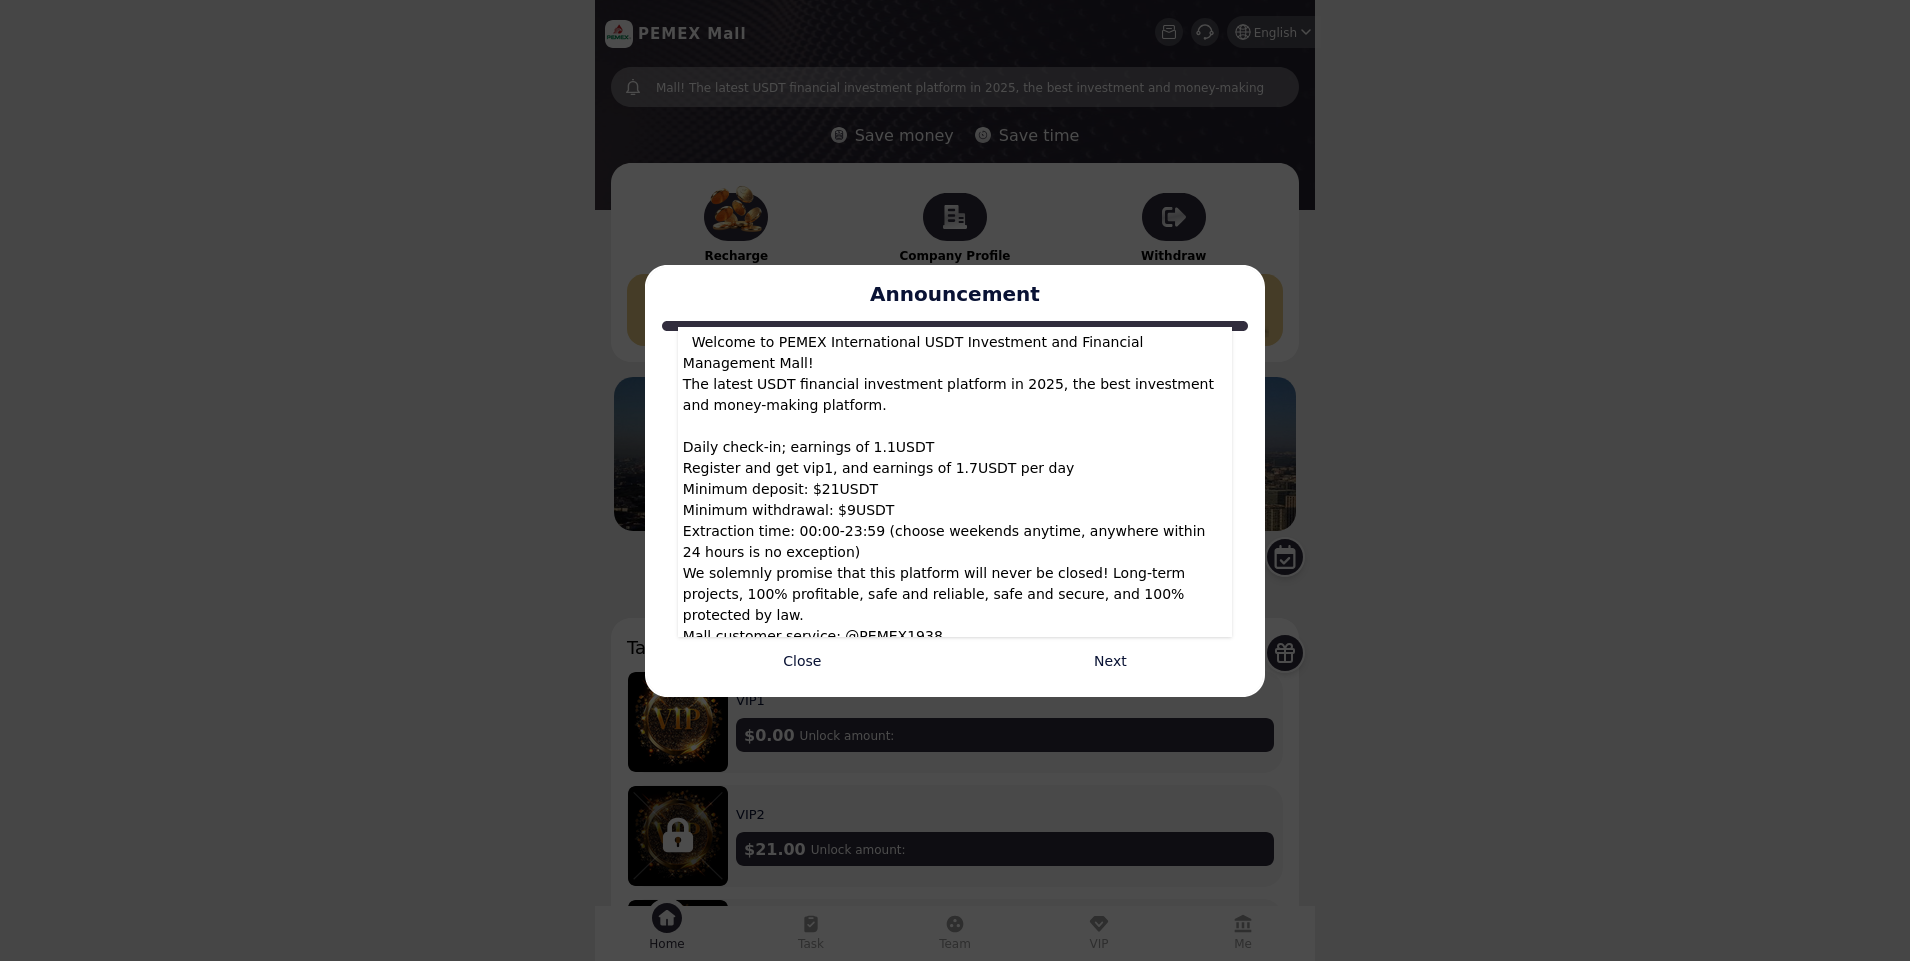 PEMEX
PEMEX Mall
English
Mall! The latest USDT financial investment platform in 2025, the best investment and money-making
Save money
Save time
Recharge
Company Profile
Withdraw
Announcement
Welcome to PEMEX International USDT Investment and Financial
Management Mall!
The latest USDT financial investment platform in 2025, the best investment
and money-making platform.
Daily check-in; earnings of 1.1USDT
Register and get vip1, and earnings of 1.7USDT per day
Minimum deposit: $21USDT
Minimum withdrawal: $9USDT
Extraction time: 00:00-23:59 (choose weekends anytime, anywhere within
24 hours is no exception)
We solemnly promise that this platform will never be closed! Long-term
projects, 100% profitable, safe and reliable, safe and secure, and 100%
protected by law.
Mall customer service: @PEMEX1938
Close
Next
VIP
VIP1
$0.00 Unlock amount:
VIP2
$21.00 Unlock amount:
Home
Task
Team
VIP
Me